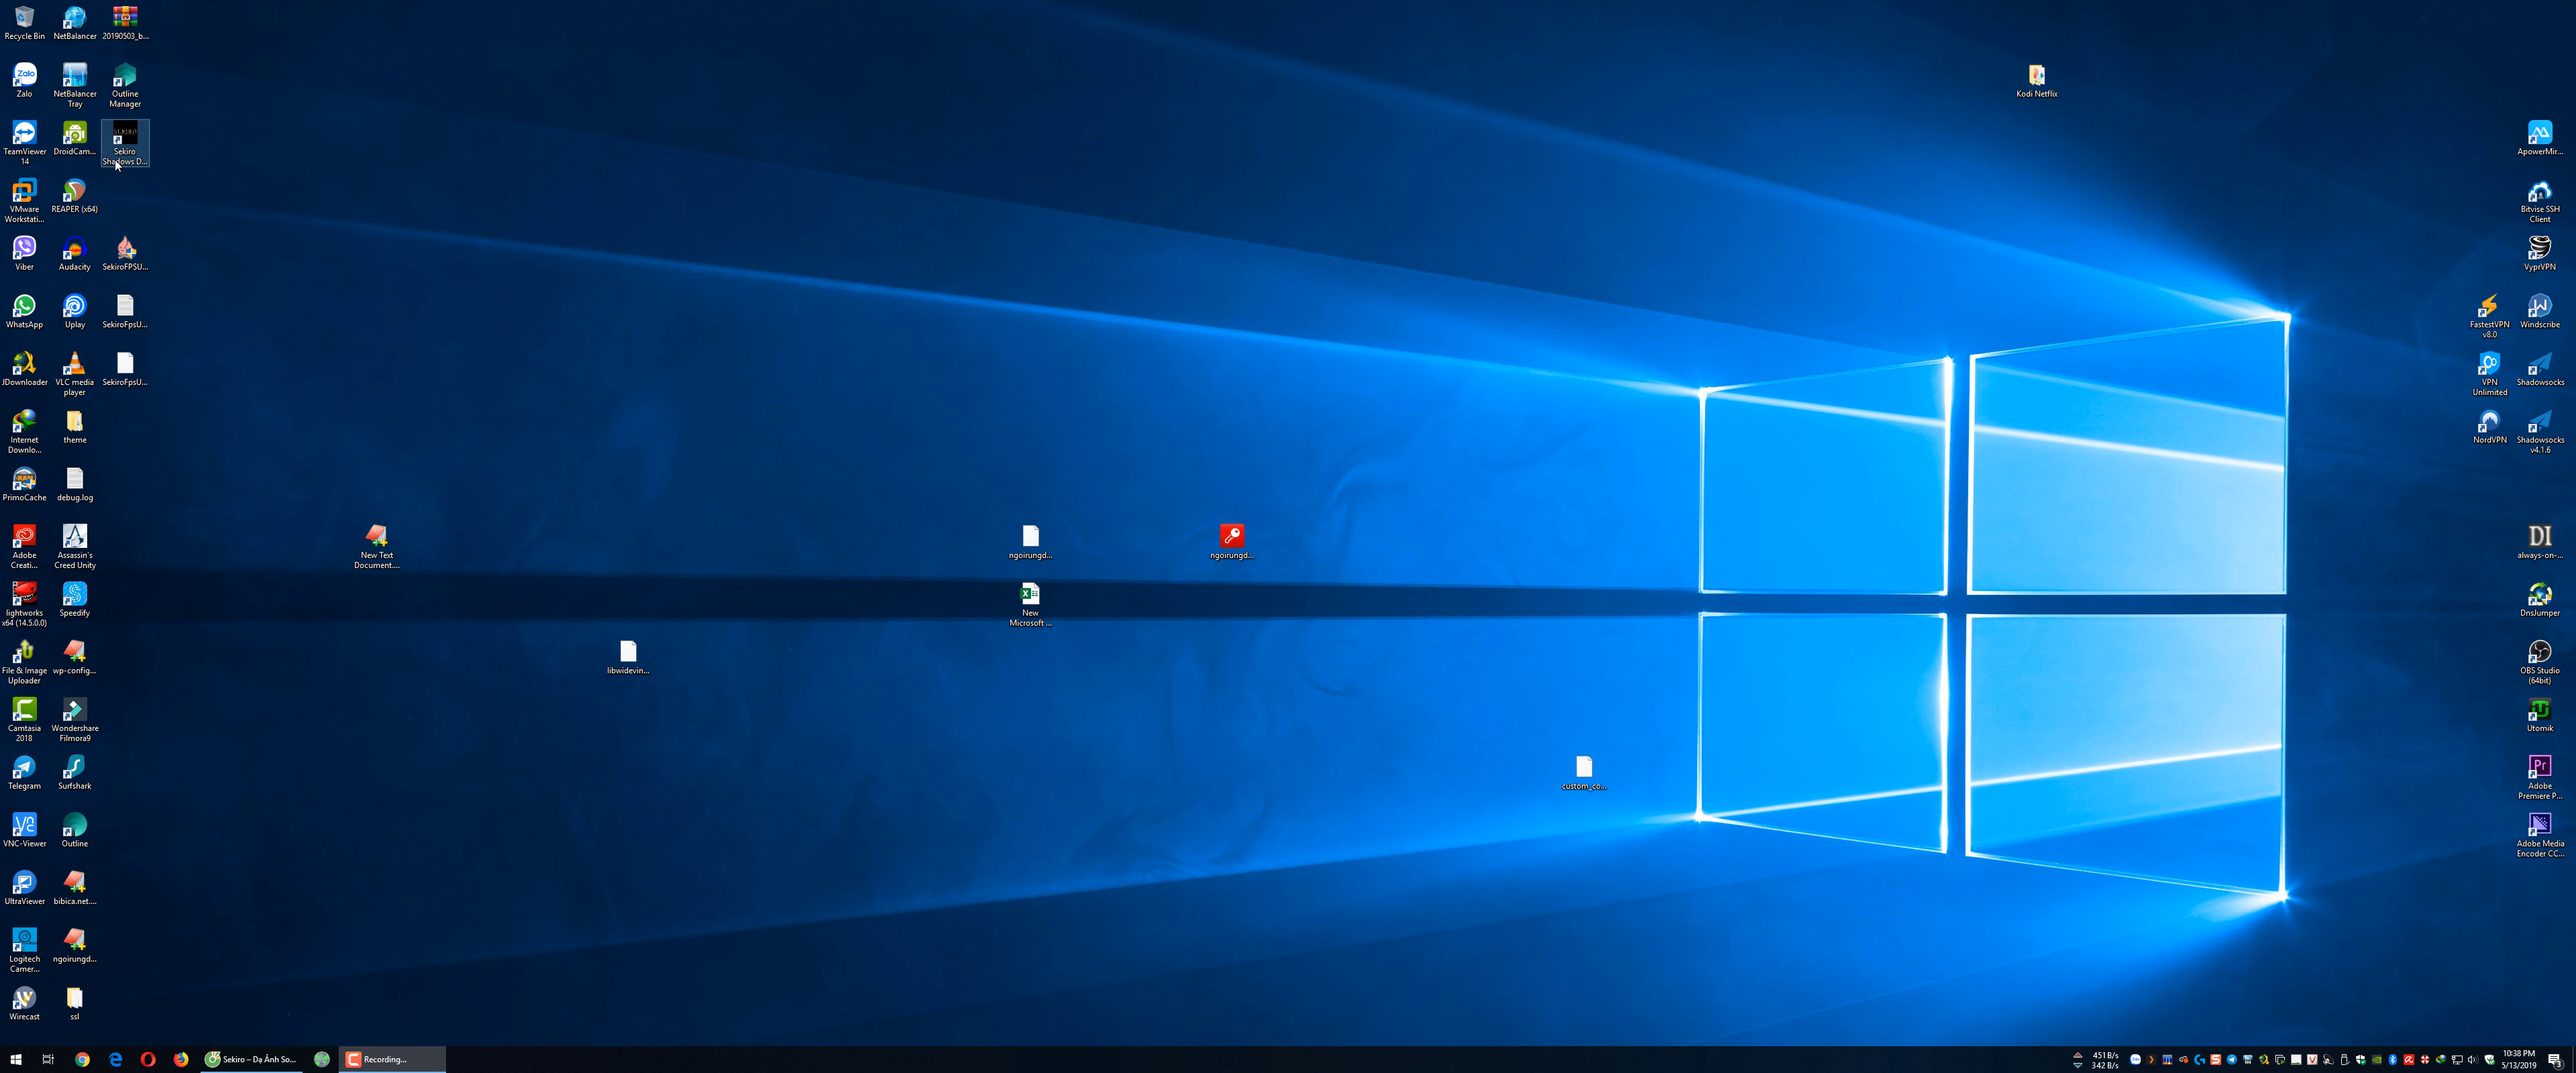 Recycle Bin
NetBalancer
20190503_b...
Zalo
NetBalancer
Tray
Outline
Manager
TeamViewer
14
DroidCam...
Sekiro
Shadows D...
VMware
Workstati...
REAPER (x64)
Viber
Audacity
SekiroFPSU...
WhatsApp
Uplay
SekiroFpsU...
JDownloader
VLC media
player
SekiroFpsU...
Internet
Downlo...
theme
PrimoCache
debug.log
Adobe
Creati...
Assassin's
Creed Unity
lightworks
x64 (14.5.0.0)
Speedify
File & Image
Uploader
wp-config...
Camtasia
2018
Wondershare
Filmora9
Telegram
Surfshark
VNC-Viewer
Outline
UltraViewer
bibica.net....
Logitech
Camer...
ngoirungd...
Wirecast
ssl
New Text
Document....
libwidevin...
ngoirungd...
New
Microsoft ...
ngoirungd...
custom_co...
Kodi Netflix
ApowerMir...
Bitvise SSH
Client
VyprVPN
FastestVPN
v8.0
Windscribe
VPN
Unlimited
Shadowsocks
NordVPN
Shadowsocks
v4.1.6
DI
always-on-...
DnsJumper
OBS Studio
(64bit)
Utomik
Adobe
Premiere P...
Adobe Media
Encoder CC...
Sekiro – Dạ Ảnh So...
Recording...
451 B/s
342 B/s
10:38 PM
5/13/2019